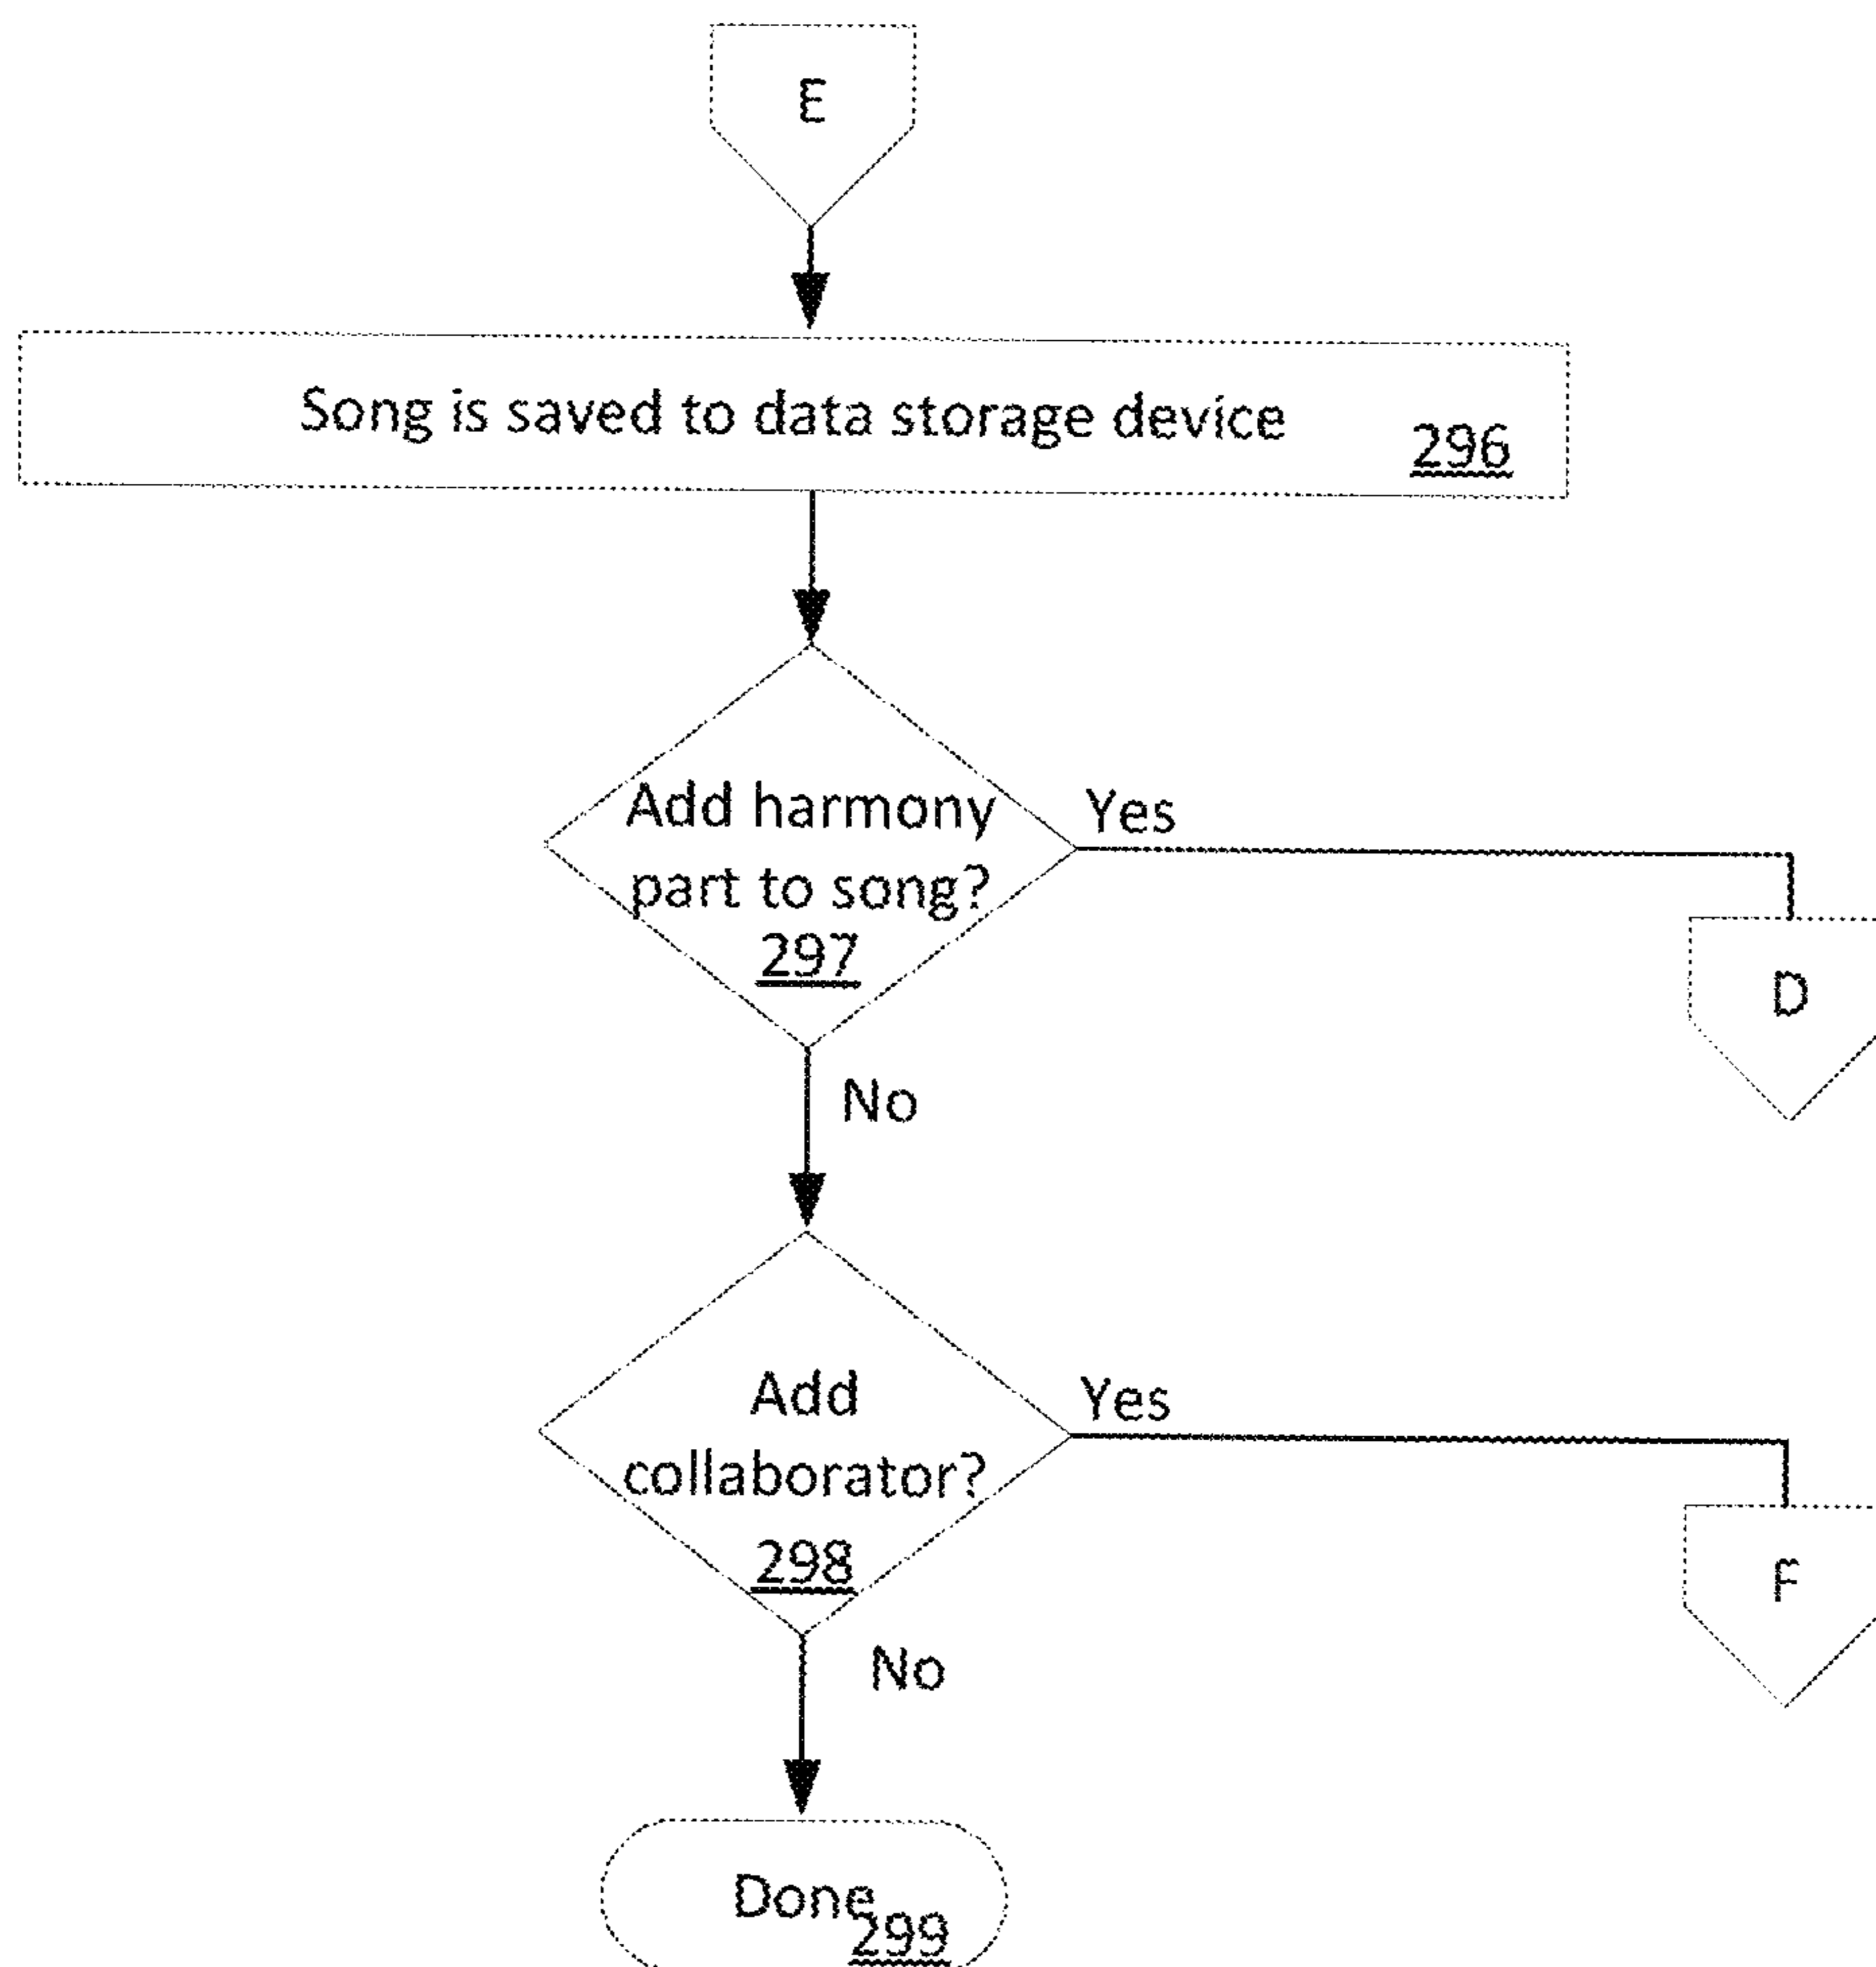 E
Song is saved to data storage device
296
Add harmony
part to song?
297
Yes
D
No
Add
collaborator?
298
Yes
F
No
Done
299